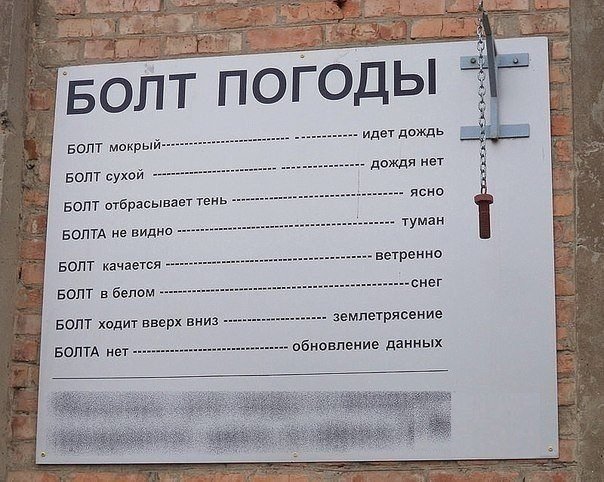 БОЛТ ПОГОДЫ
БОЛТ мокрый------------------------ ------------ идет дождь
БОЛТ сухой ----------------------- --------------- дождя нет
БОЛТ отбрасывает тень -------------------------------- ясно
БОЛТА не видно ---------------------------------------- туман
БОЛТ качается --------------------------------------- ветренно
БОЛТ в белом ----------------------------------------------снег
БОЛТ ходит вверх вниз ------------------- землетрясение
БОЛТА нет ----------------------------- обновление данных